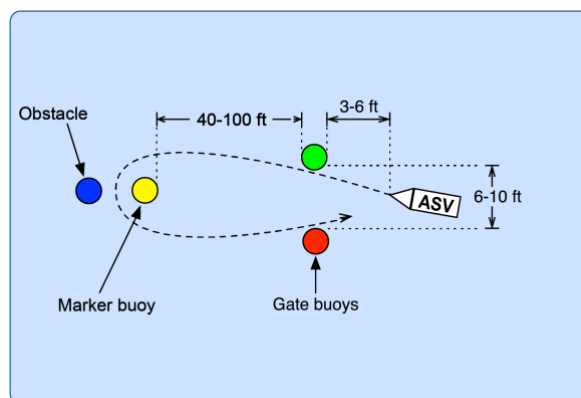 3-6 ft
40-100 ft
Obstacle
6-10 ft
ASV
Marker buoy
Gate buoys